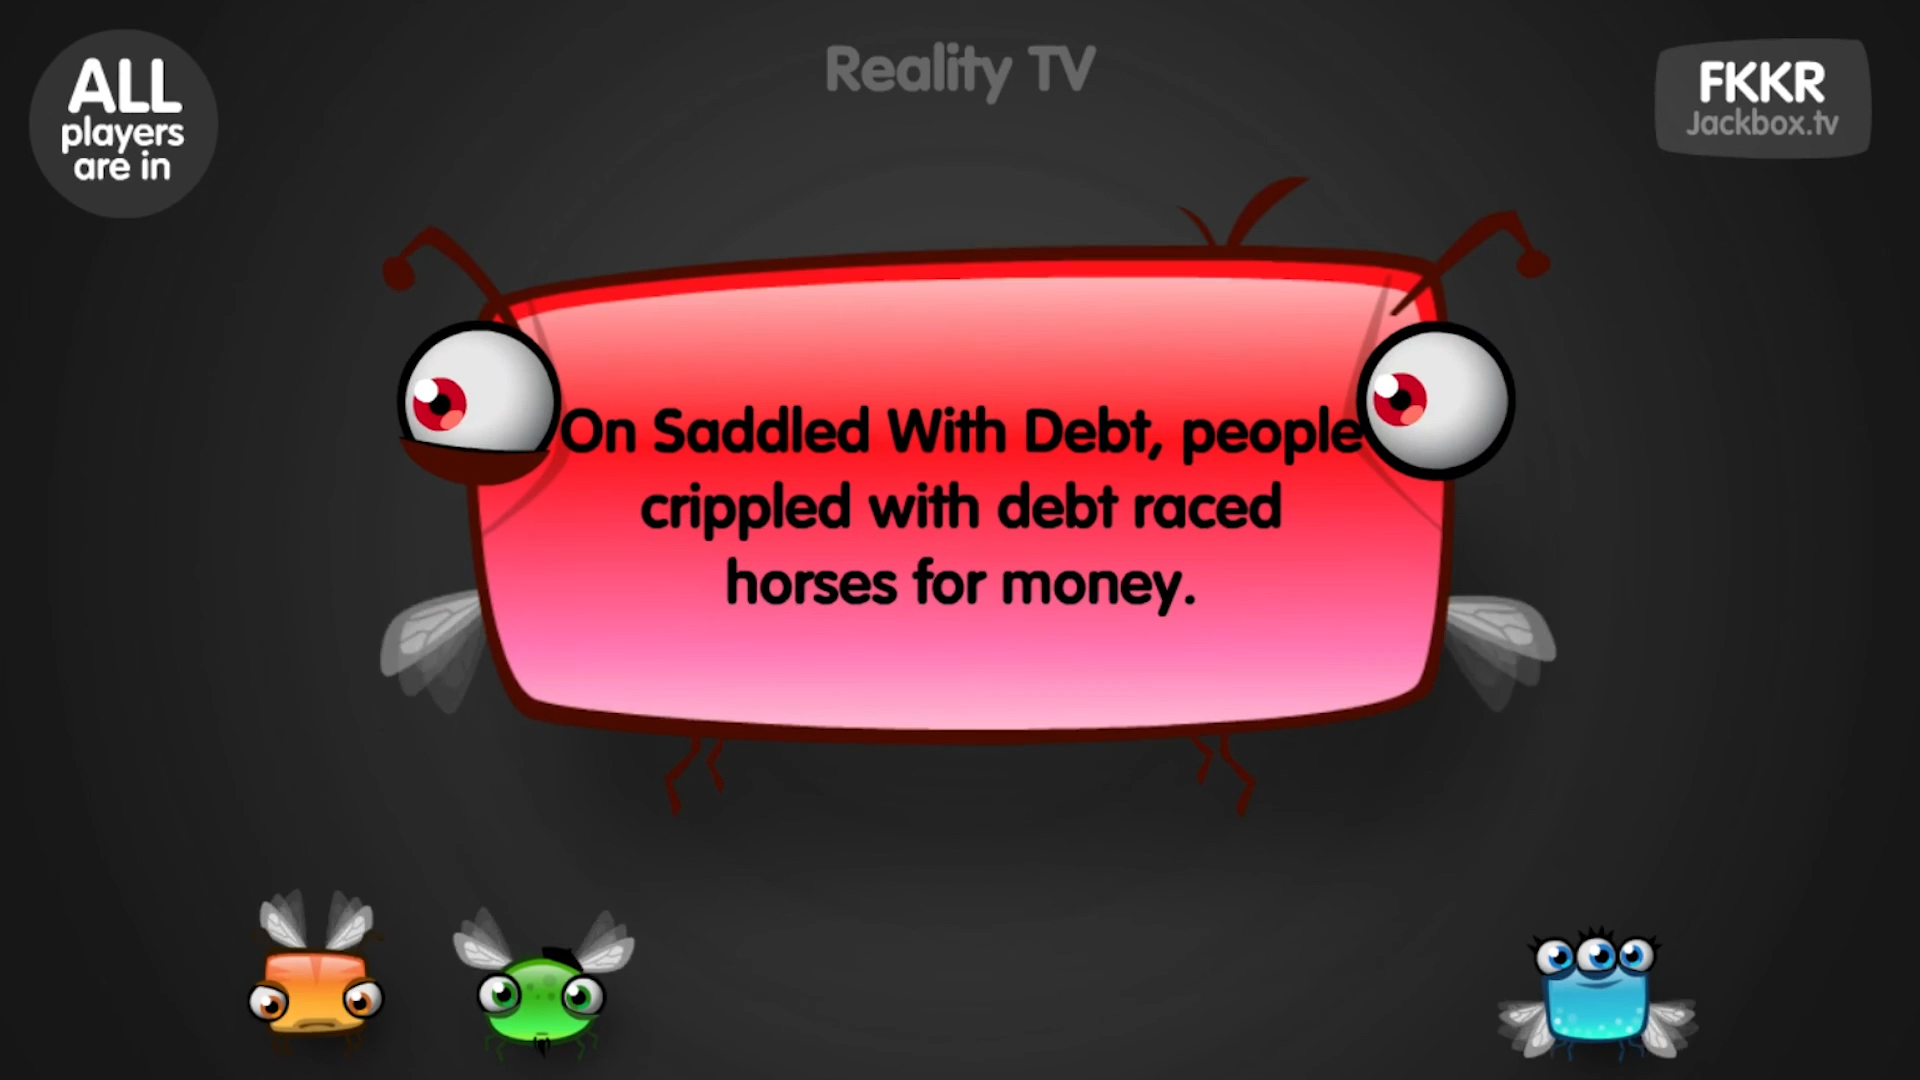 ALL
players
are in
Reality TV
FKKR
Jackbox.tv
On Saddled With Debt, people
crippled with debt raced
horses for money.